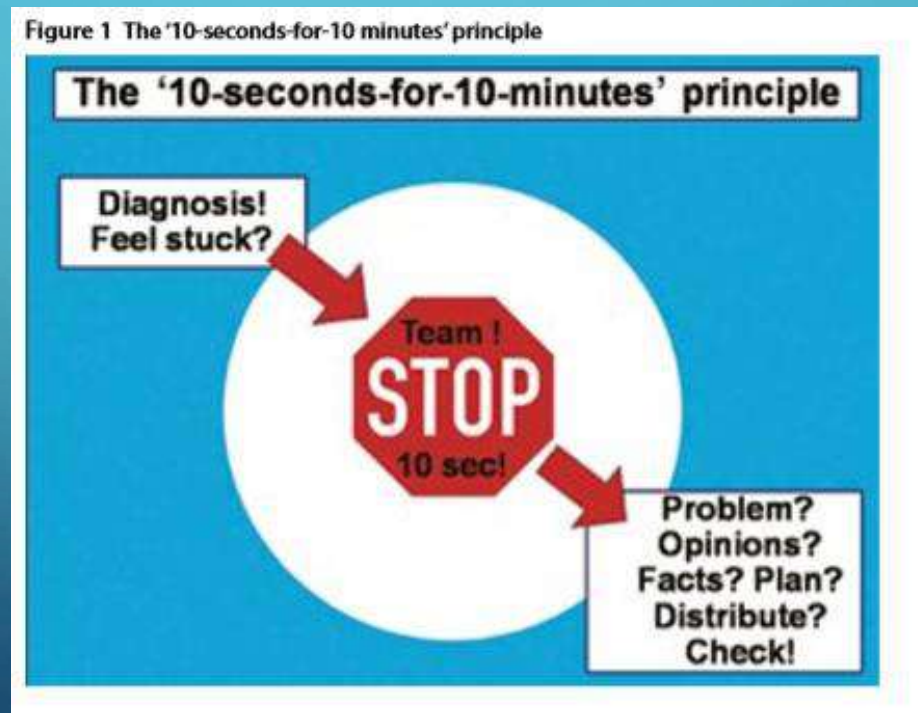 Figure 1 The '10-seconds-for-10 minutes' principle
The '10-seconds-for-10-minutes' principle
Diagnosis!
Feel stuck?
Team !
STOP
10 sec!
Problem?
Opinions?
Facts? Plan?
Distribute?
Check!